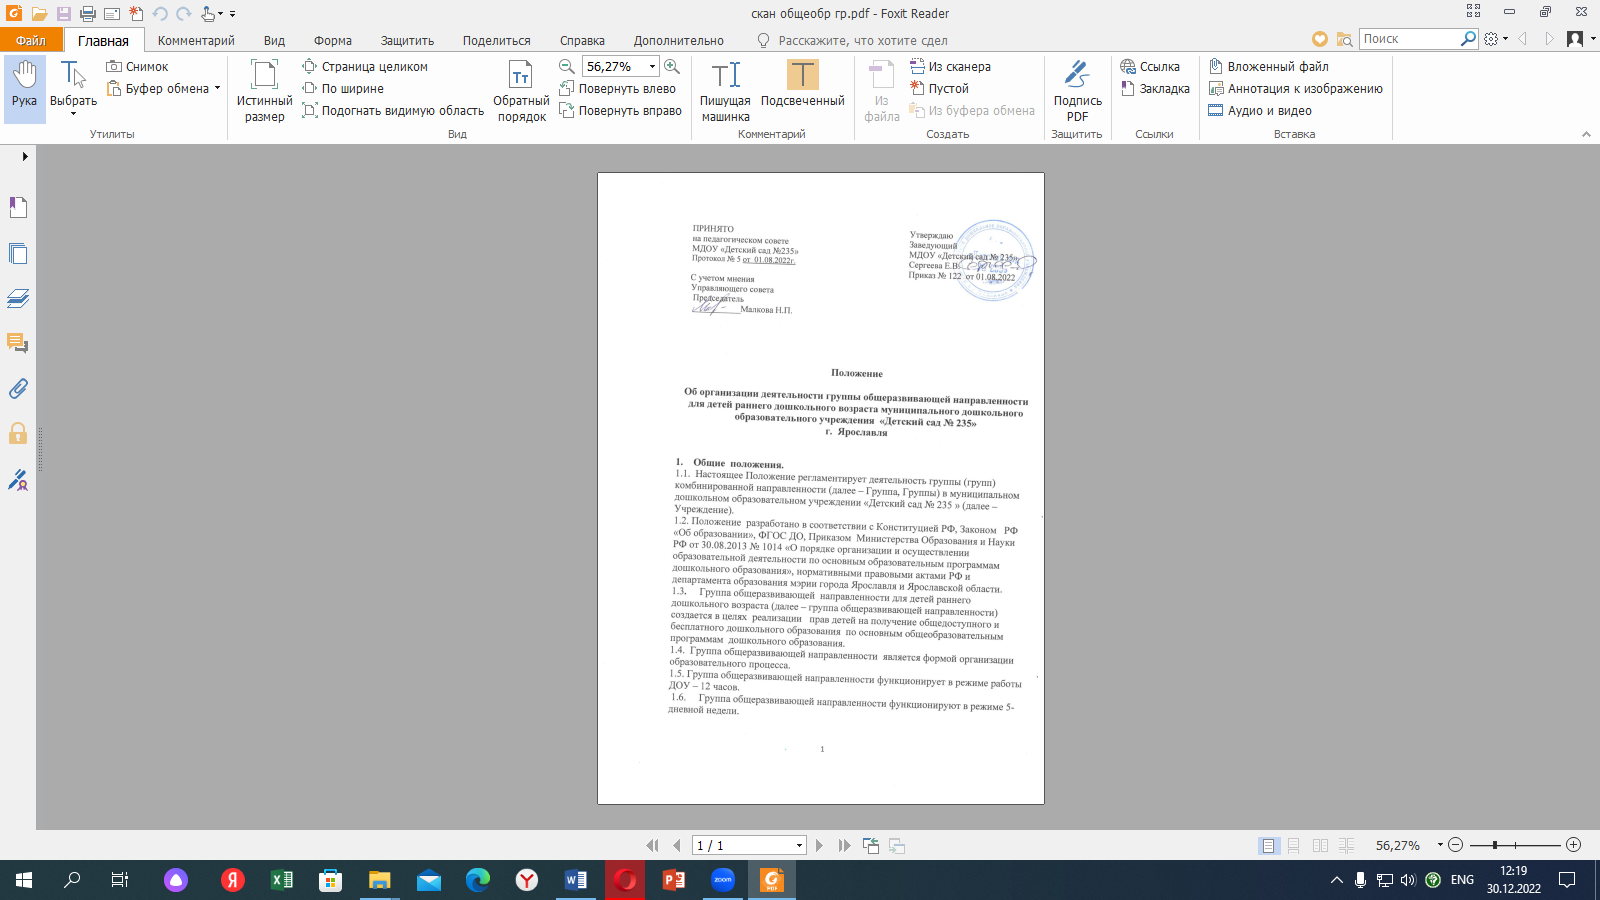 скан общеобр гр.pdf - Foxit Reader
Файл Главная Комментарий Вид Форма Защитить Поделиться Справка Дополнительно Расскажите, что хотите сдел Поиск
Рука
Выбрать
Снимок
Буфер обмена
Утилиты
Истинный размер
Страница целиком
По ширине
Подогнать видимую область
Обратный порядок
56,27%
Повернуть влево
Повернуть вправо
Вид
Пишущая машинка
Подсвеченный
Комментарий
Из файла
Из сканера
Пустой
Из буфера обмена
Создать
Подпись PDF
Защитить
Ссылка
Закладка
Ссылки
Вложенный файл
Аннотация к изображению
Аудио и видео
Вставка
ПРИНЯТО
на педагогическом совете
МДОУ «Детский сад №235»
Протокол № 5 от 01.08.2022г.
С учетом мнения
Управляющего совета
Председатель
Малкова Н.П.
Утверждаю
Заведующий
МДОУ «Детский сад № 235»
Сергеева Е.В.
Приказ № 122 от 01.08.2022
Положение
Об организации деятельности группы общеразвивающей направленности
для детей раннего дошкольного возраста муниципального дошкольного
образовательного учреждения «Детский сад № 235»
г. Ярославля
1. Общие положения.
1.1. Настоящее Положение регламентирует деятельность группы (групп)
комбинированной направленности (далее – Группа, Группы) в муниципальном
дошкольном образовательном учреждении «Детский сад № 235 » (далее –
Учреждение).
1.2. Положение разработано в соответствии с Конституцией РФ, Законом РФ
«Об образовании», ФГОС ДО, Приказом Министерства Образования и Науки
РФ от 30.08.2013 № 1014 «О порядке организации и осуществлении
образовательной деятельности по основным образовательным программам
дошкольного образования», нормативными правовыми актами РФ и
департамента образования мэрии города Ярославля и Ярославской области.
1.3. Группа общеразвивающей направленности для детей раннего
дошкольного возраста (далее – группа общеразвивающей направленности)
создается в целях реализации прав детей на получение общедоступного и
бесплатного дошкольного образования по основным общеобразовательным
программам дошкольного образования.
1.4. Группа общеразвивающей направленности является формой организации
образовательного процесса.
1.5. Группа общеразвивающей направленности функционирует в режиме работы
ДОУ – 12 часов.
1.6. Группа общеразвивающей направленности функционируют в режиме 5-
дневной недели.
1
1 / 1
56,27%
zoom
PDF
ENG
12:19
30.12.2022